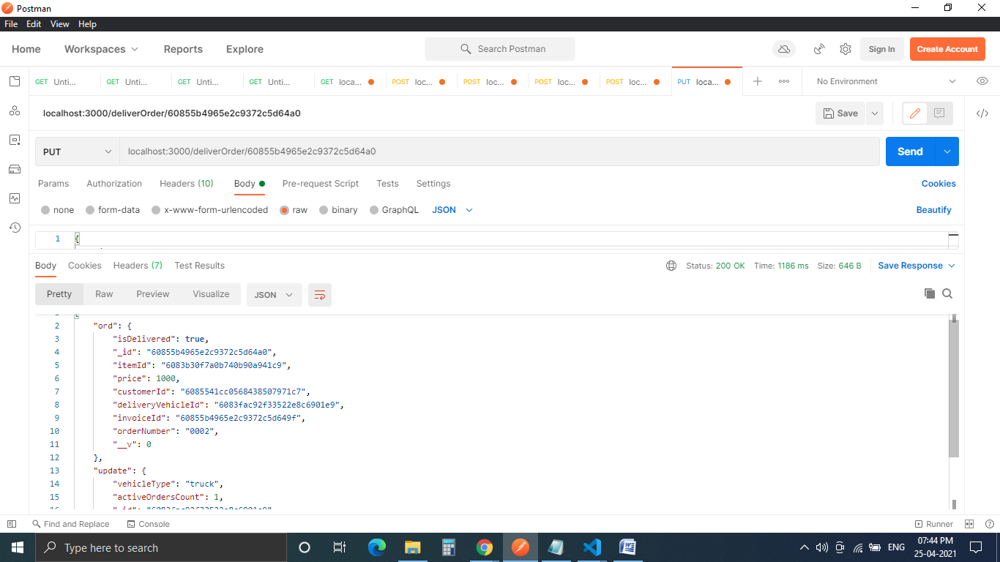 Postman
File Edit View Help
Home Workspaces Reports Explore Search Postman Sign In Create Account
GET Unti... GET Unti... GET Unti... GET Unti... GET loca... POST loc... POST loc... POST loc... POST loc... PUT loca... No Environment
localhost:3000/deliverOrder/60855b4965e2c9372c5d64a0 Save
PUT localhost:3000/deliverOrder/60855b4965e2c9372c5d64a0 Send
Params Authorization Headers (10) Body Pre-request Script Tests Settings Cookies
none form-data x-www-form-urlencoded raw binary GraphQL JSON Beautify
1 {
Body Cookies Headers (7) Test Results Status: 200 OK Time: 1186 ms Size: 646 B Save Response
Pretty Raw Preview Visualize JSON
1 {
2 "ord": {
3 "isDelivered": true,
4 "_id": "60855b4965e2c9372c5d64a0",
5 "itemId": "6083b30f7a0b740b90a941c9",
6 "price": 1000,
7 "customerId": "6085541cc0568438507971c7",
8 "deliveryVehicleId": "6083fac92f33522e8c6901e9",
9 "invoiceId": "60855b4965e2c9372c5d649f",
10 "orderNumber": "0002",
11 "__v": 0
12 },
13 "update": {
14 "vehicleType": "truck",
15 "activeOrdersCount": 1,
16 "_id": "6083fac92f33522e8c6901e9"
Find and Replace Console Runner
Type here to search ENG 07:44 PM
25-04-2021